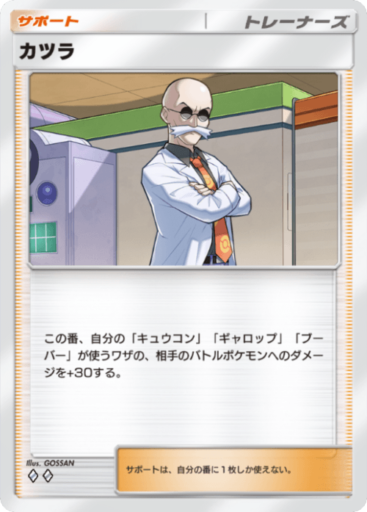 サポート
トレーナーズ
カツラ
この番、自分の「キュウコン」「ギャロップ」「ブー
バー」が使うワザの、相手のバトルポケモンへのダメ
ージを+30する。
Illus. GOSSAN
サポートは、自分の番に1枚しか使えない。